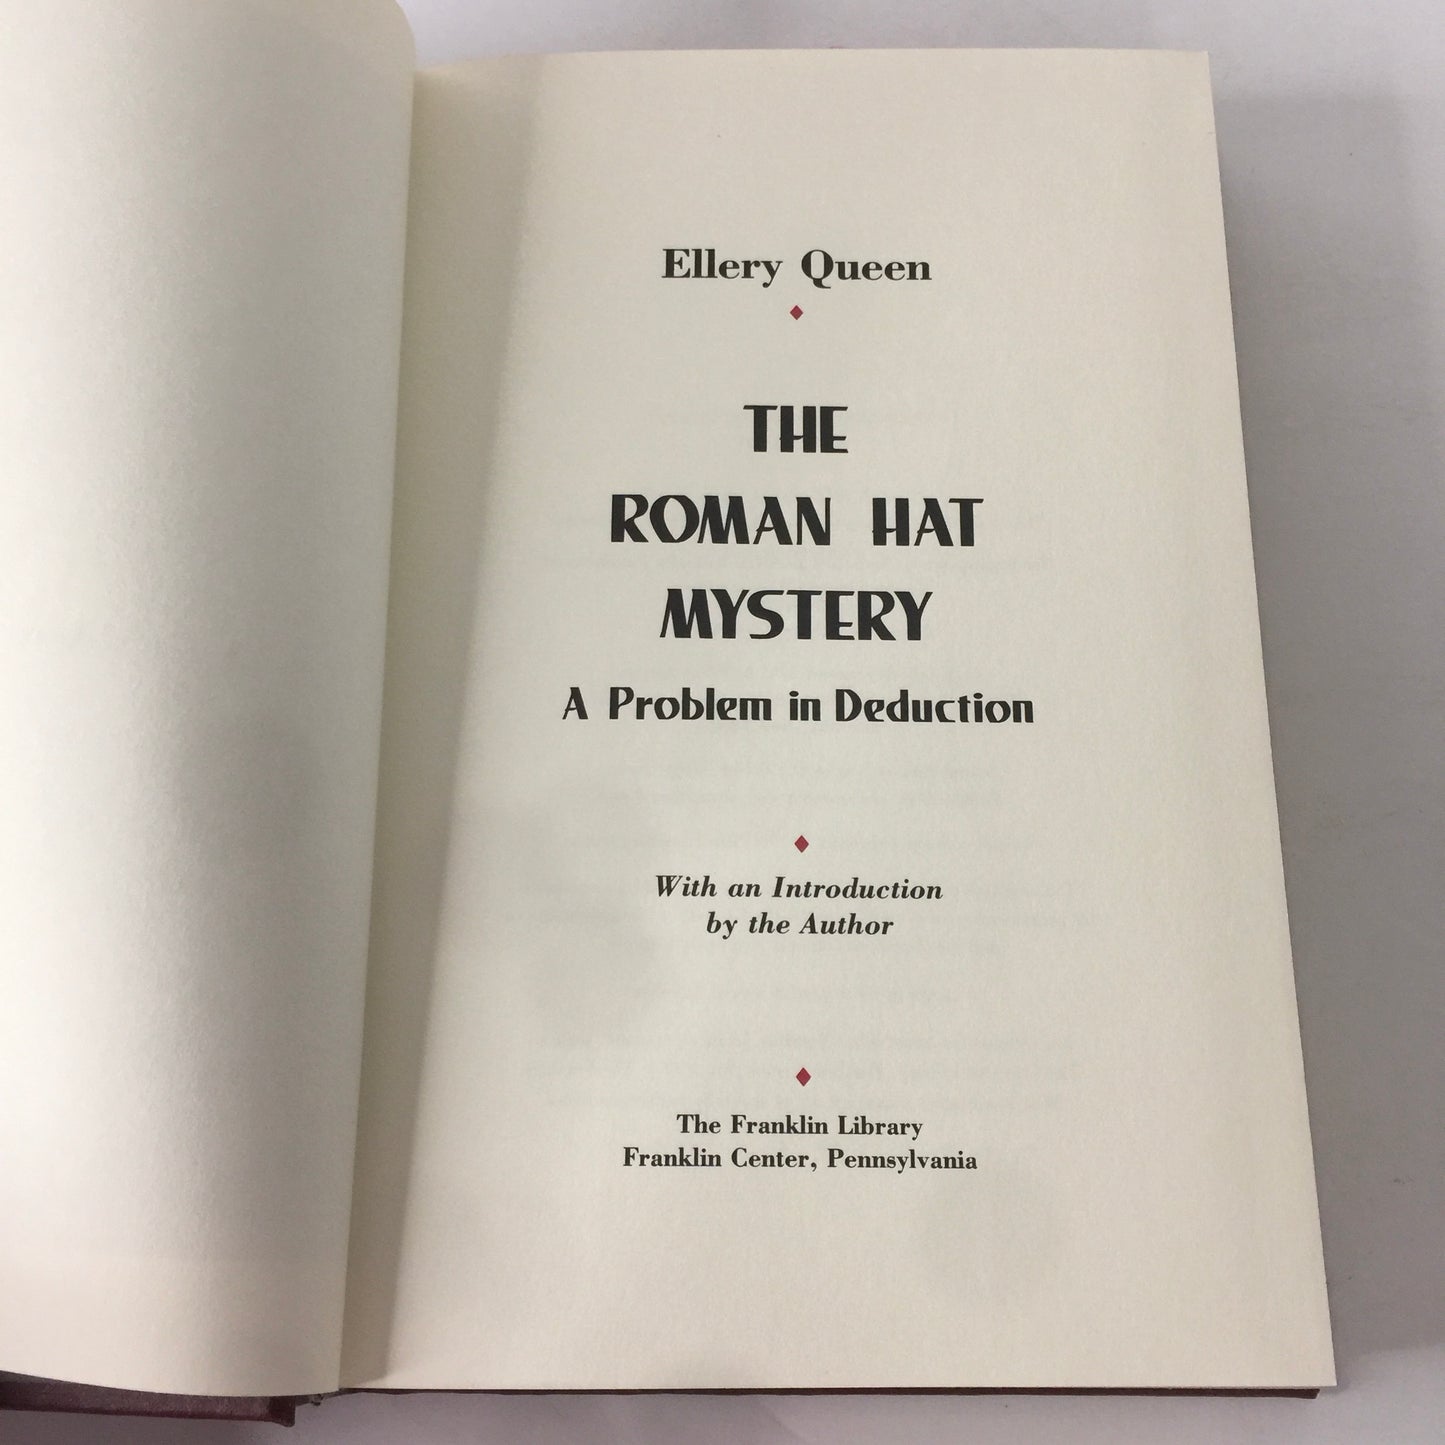 Ellery Queen
THE
ROMAN HAT
MYSTERY
A Problem in Deduction
With an Introduction
by the Author
The Franklin Library
Franklin Center, Pennsylvania